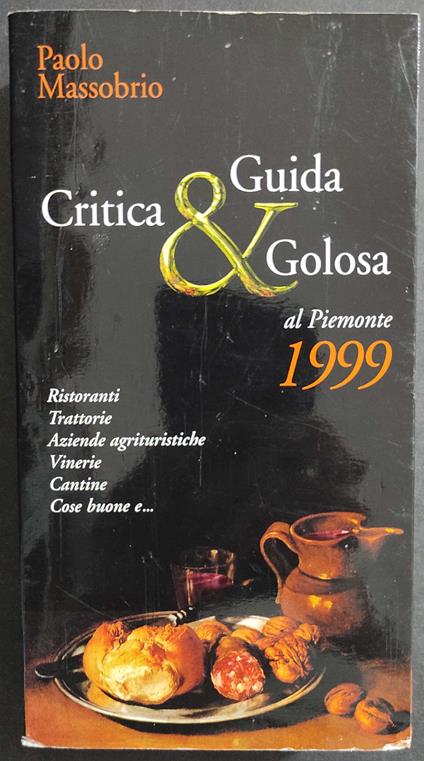 Paolo
Massobrio
Guida
Critica &
Golosa
al Piemonte
1999
Ristoranti
Trattorie
Aziende agrituristiche
Vinerie
Cantine
Cose buone e...